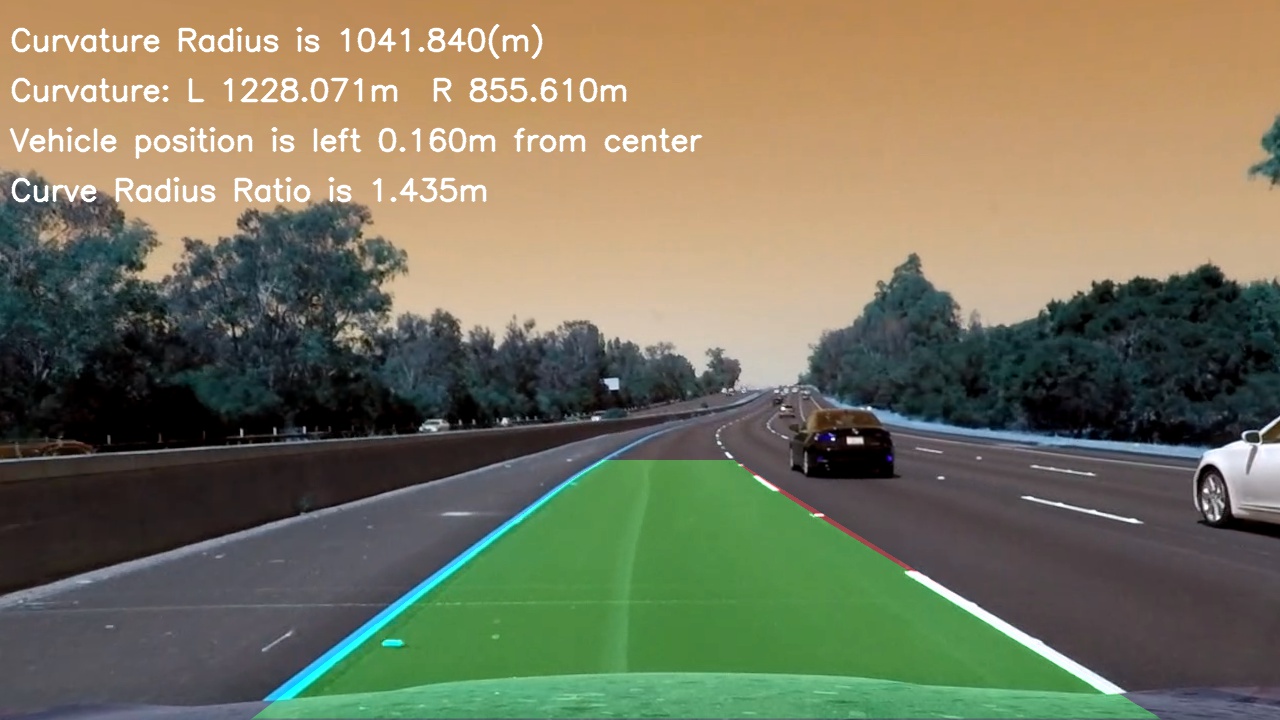 Curvature Radius is 1041.840(m)
Curvature: L 1228.071m R 855.610m
Vehicle position is left 0.160m from center
Curve Radius Ratio is 1.435m